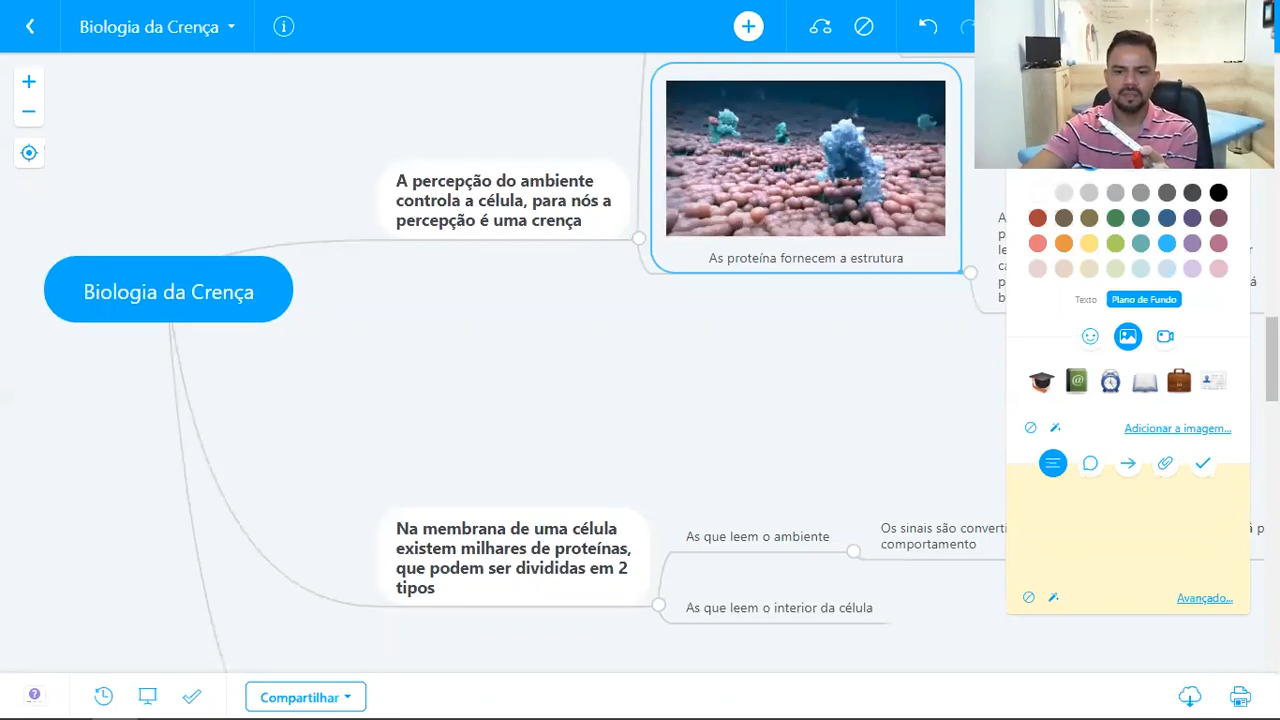 Biologia da Crença
A percepção do ambiente
controla a célula, para nós a
percepção é uma crença
As proteína fornecem a estrutura
Biologia da Crença
Texto
Plano de Fundo
Adicionar a imagem...
Na membrana de uma célula
existem milhares de proteínas,
que podem ser divididas em 2
tipos
As que leem o ambiente
Os sinais são converti
comportamento
As que leem o interior da célula
Avançado...
Compartilhar